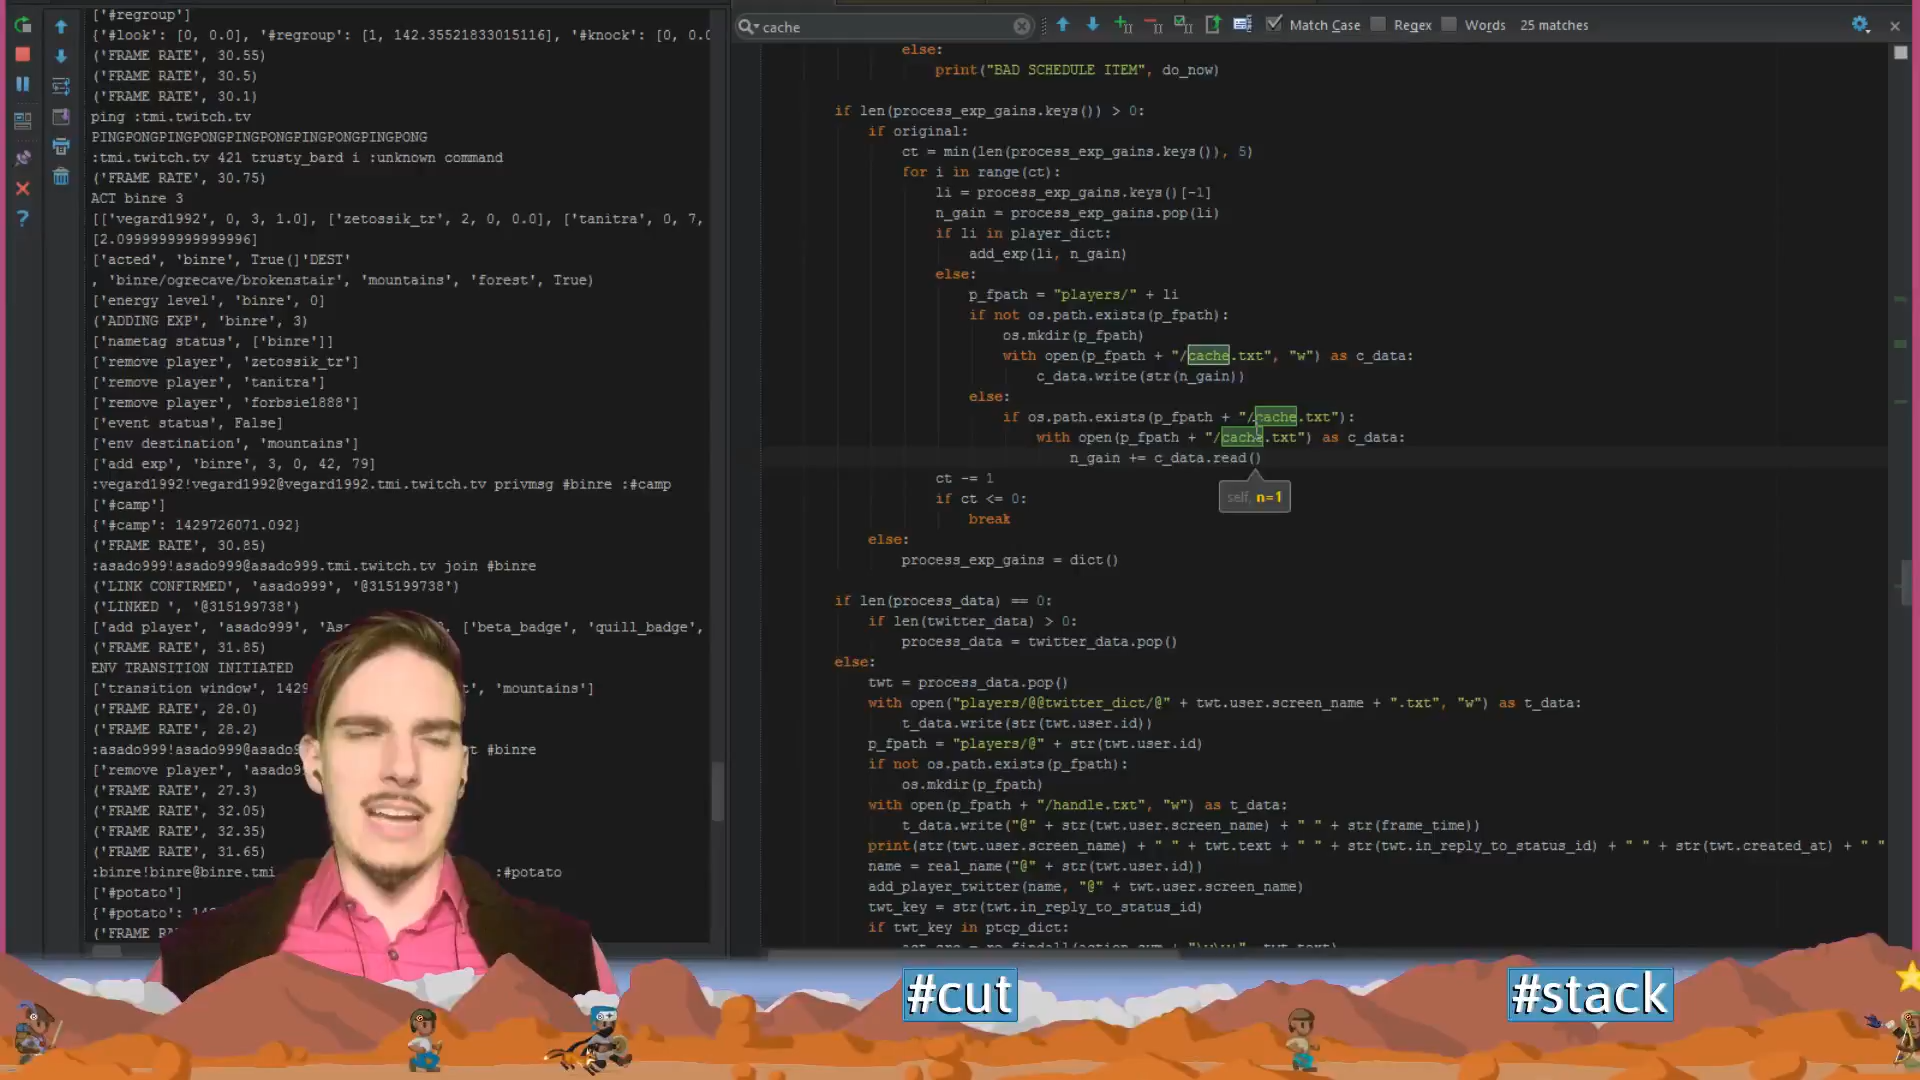 ['#regroup']
{'#look': [0, 0.0], '#regroup': [1, 142.35521833015116], '#knock': [0, 0.0
('FRAME RATE', 30.55)
('FRAME RATE', 30.5)
('FRAME RATE', 30.1)
ping :tmi.twitch.tv
PINGPONGPINGPONGPINGPONGPINGPONGPINGPONG
:tmi.twitch.tv 421 trusty_bard i :unknown command
('FRAME RATE', 30.75)
ACT binre 3
[['vegard1992', 0, 3, 1.0], ['zetossik_tr', 2, 0, 0.0], ['tanitra', 0, 7,
[2.0999999999999996]
['acted', 'binre', True(]'DEST'
, 'binre/ogrecave/brokenstair', 'mountains', 'forest', True)
['energy level', 'binre', 0]
('ADDING EXP', 'binre', 3)
['nametag status', ['binre']]
['remove player', 'zetossik_tr']
['remove player', 'tanitra']
['remove player', 'forbsie1888']
['event status', False]
['env destination', 'mountains']
['add exp', 'binre', 3, 0, 42, 79]
:vegard1992!vegard1992@vegard1992.tmi.twitch.tv privmsg #binre :#camp
['#camp']
{'#camp': 1429726071.092}
('FRAME RATE', 30.85)
:asado999!asado999@asado999.tmi.twitch.tv join #binre
('LINK CONFIRMED', 'asado999', '@315199738')
('LINKED ', '@315199738')
['add player', 'asado999', 'As , ['beta_badge', 'quill_badge',
('FRAME RATE', 31.85)
ENV TRANSITION INITIATED
['transition window', 1429 t', 'mountains']
('FRAME RATE', 28.0)
('FRAME RATE', 28.2)
:asado999!asado999@asado9 t #binre
['remove player', 'asado9
('FRAME RATE', 27.3)
('FRAME RATE', 32.05)
('FRAME RATE', 32.35)
('FRAME RATE', 31.65)
:binre!binre@binre.tmi :#potato
['#potato']
{'#potato': 14
('FRAME RA
cache
Match Case
Regex
Words
25 matches
else:
print("BAD SCHEDULE ITEM", do_now)
if len(process_exp_gains.keys()) > 0:
if original:
ct = min(len(process_exp_gains.keys()), 5)
for i in range(ct):
li = process_exp_gains.keys()[-1]
n_gain = process_exp_gains.pop(li)
if li in player_dict:
add_exp(li, n_gain)
else:
p_fpath = "players/" + li
if not os.path.exists(p_fpath):
os.mkdir(p_fpath)
with open(p_fpath + "/cache.txt", "w") as c_data:
c_data.write(str(n_gain))
else:
if os.path.exists(p_fpath + "/cache.txt"):
with open(p_fpath + "/cache.txt") as c_data:
n_gain += c_data.read()
ct -= 1
self, n=1
if ct <= 0:
break
else:
process_exp_gains = dict()
if len(process_data) == 0:
if len(twitter_data) > 0:
process_data = twitter_data.pop()
else:
twt = process_data.pop()
with open("players/@@twitter_dict/@" + twt.user.screen_name + ".txt", "w") as t_data:
t_data.write(str(twt.user.id))
p_fpath = "players/@" + str(twt.user.id)
if not os.path.exists(p_fpath):
os.mkdir(p_fpath)
with open(p_fpath + "/handle.txt", "w") as t_data:
t_data.write("@" + str(twt.user.screen_name) + " " + str(frame_time))
print(str(twt.user.screen_name) + " " + twt.text + " " + str(twt.in_reply_to_status_id) + " " + str(twt.created_at) + " "
name = real_name("@" + str(twt.user.id))
add_player_twitter(name, "@" + twt.user.screen_name)
twt_key = str(twt.in_reply_to_status_id)
if twt_key in ptcp_dict:
#cut
#stack